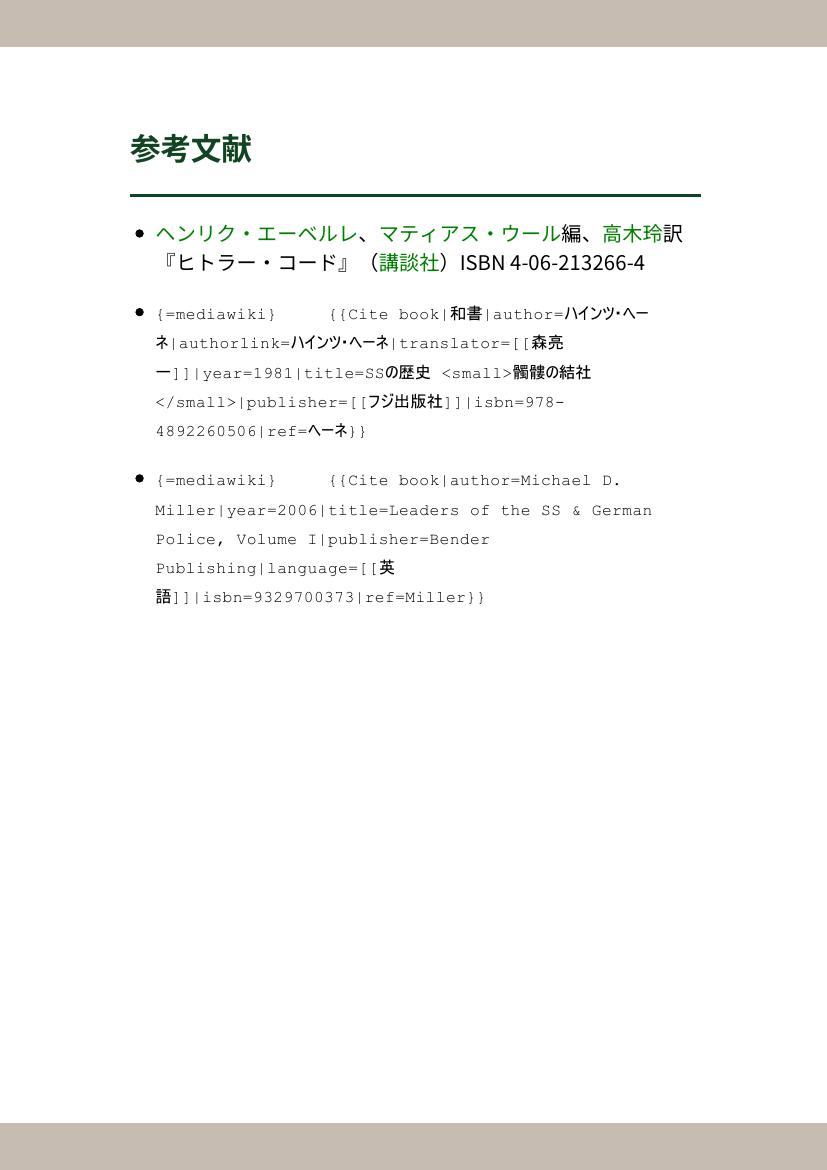 参考文献
ヘンリク・エーベルレ、マティアス・ウール編、高木玲訳
『ヒトラー・コード』（講談社）ISBN 4-06-213266-4
{=mediawiki}     {{Cite book|和書|author=ハインツ・ヘー
ネ|authorlink=ハインツ・ヘーネ|translator=[[森亮
一]]|year=1981|title=SSの歴史 <small>髑髏の結社
</small>|publisher=[[フジ出版社]]|isbn=978-
4892260506|ref=ヘーネ}}
{=mediawiki}     {{Cite book|author=Michael D.
Miller|year=2006|title=Leaders of the SS & German
Police, Volume I|publisher=Bender
Publishing|language=[[英
語]]|isbn=9329700373|ref=Miller}}